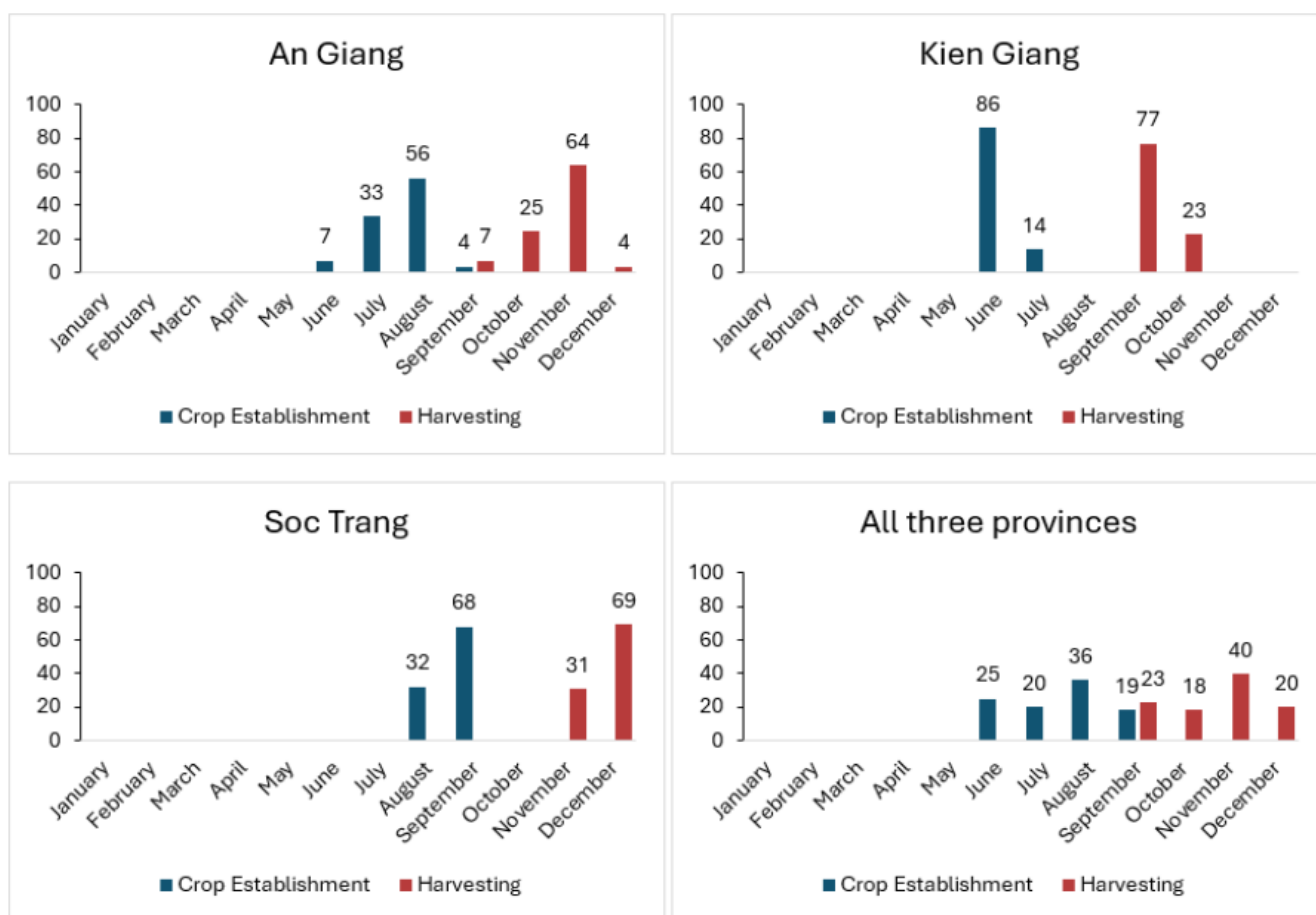 An Giang
100
80
60
40
20
0
7
33
56
4
7
25
64
4
January
February
March
April
May
June
July
August
September
October
November
December
Crop Establishment
Harvesting
Kien Giang
100
80
60
40
20
0
86
14
77
23
January
February
March
April
May
June
July
August
September
October
November
December
Crop Establishment
Harvesting
Soc Trang
100
80
60
40
20
0
32
68
31
69
January
February
March
April
May
June
July
August
September
October
November
December
Crop Establishment
Harvesting
All three provinces
100
80
60
40
20
0
25
20
36
19
23
18
40
20
January
February
March
April
May
June
July
August
September
October
November
December
Crop Establishment
Harvesting